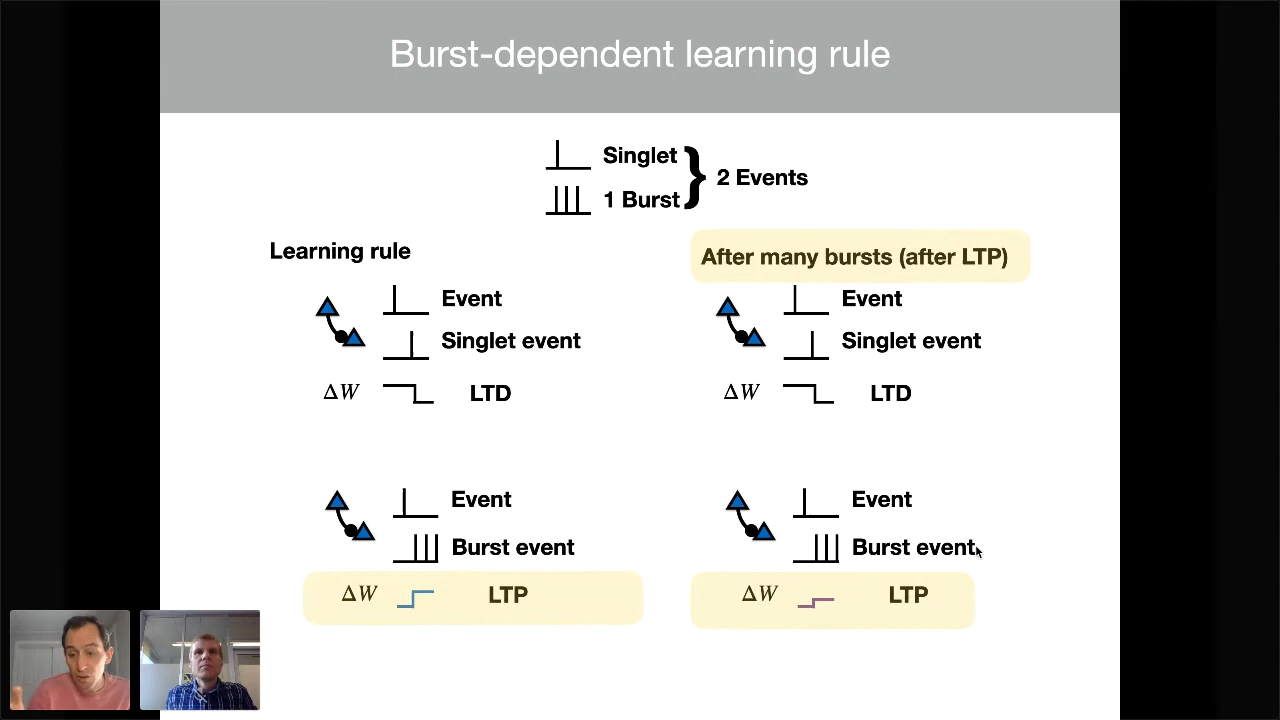 Burst-dependent learning rule
Singlet
1 Burst
2 Events
Learning rule
Event
Singlet event
ΔW LTD
Event
Burst event
ΔW LTP
After many bursts (after LTP)
Event
Singlet event
ΔW LTD
Event
Burst event
ΔW LTP